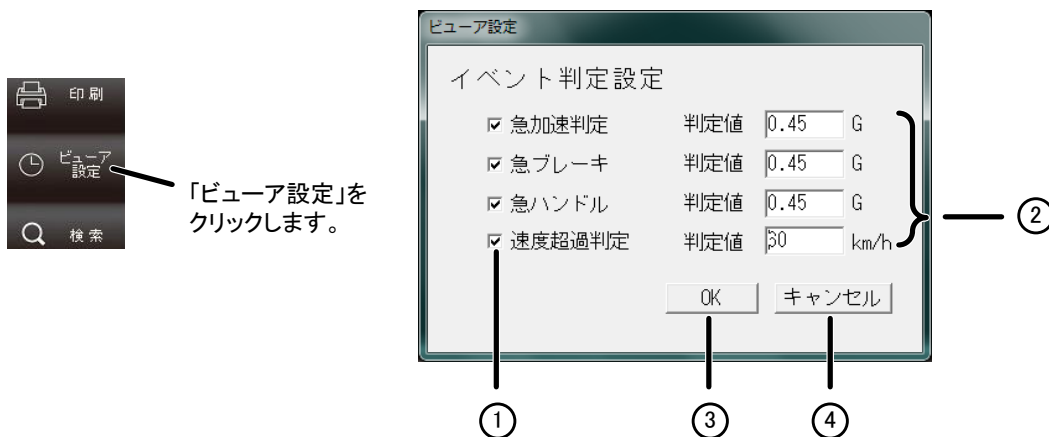 印刷
ビューア
設定
検索
「ビューア設定」を
クリックします。
ビューア設定
イベント判定設定
急加速判定 判定値 0.45 G
急ブレーキ 判定値 0.45 G
急ハンドル 判定値 0.45 G
速度超過判定 判定値 60 km/h
OK キャンセル
①
②
③
④